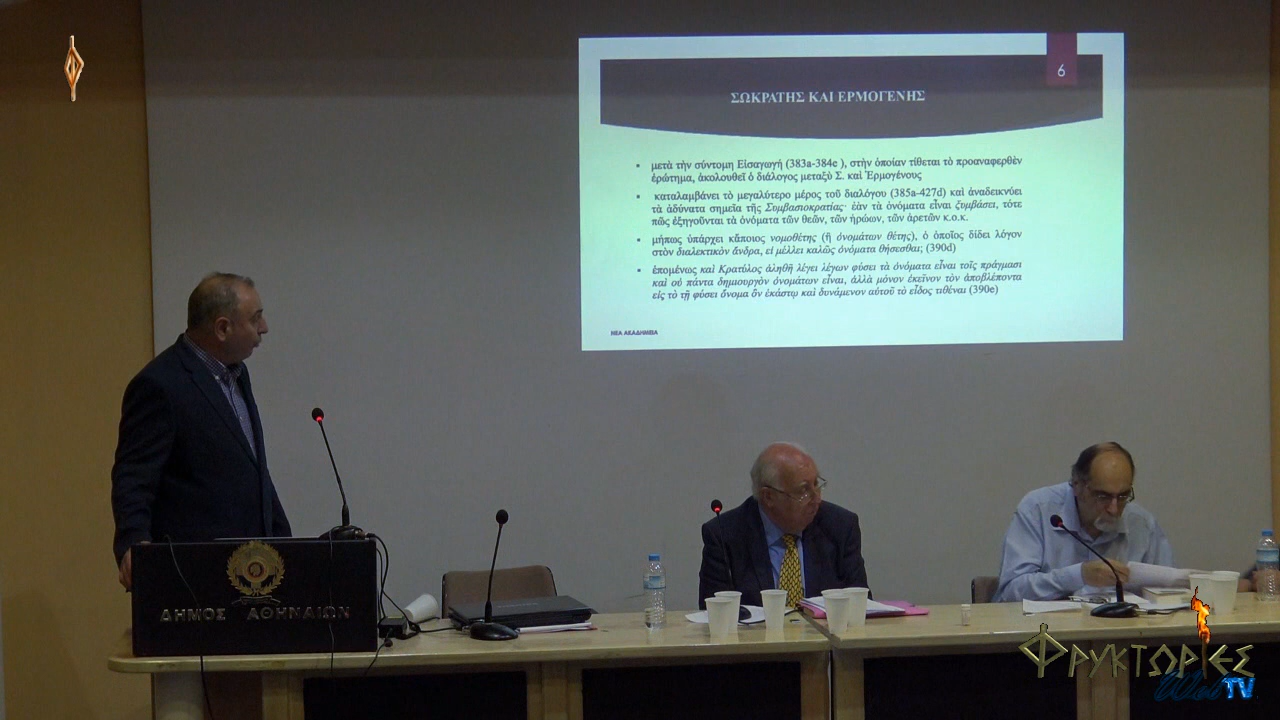 6
ΣΩΚΡΑΤΗΣ ΚΑΙ ΕΡΜΟΓΕΝΗΣ
▪ μετὰ τὴν σύντομη Εἰσαγωγή (383a-384e ), στὴν ὁποίαν τίθεται τὸ προαναφερθὲν
ἐρώτημα, ἀκολουθεῖ ὁ διάλογος μεταξὺ Σ. καὶ Ἑρμογένους
▪ καταλαμβάνει τὸ μεγαλύτερο μέρος τοῦ διαλόγου (385a-427d) καὶ ἀναδεικνύει
τὰ ἀδύνατα σημεῖα τῆς Συμβασιοκρατίας· ἐὰν τὰ ὀνόματα εἶναι ξυμβάσει, τότε
πῶς ἐξηγοῦνται τὰ ὀνόματα τῶν θεῶν, τῶν ἡρώων, τῶν ἀρετῶν κ.ο.κ.
▪ μήπως ὑπάρχει κᾶποιος νομοθέτης (ἢ ὀνομάτων θέτης), ὁ ὁποῖος δίδει λόγον
στὸν διαλεκτικὸν ἄνδρα, εἰ μέλλει καλῶς ὀνόματα θήσεσθαι; (390d)
▪ ἑπομένως καὶ Κρατύλος ἀληθῆ λέγει λέγων φύσει τὰ ὀνόματα εἶναι τοῖς πράγμασι
καὶ οὐ πάντα δημιουργὸν ὀνομάτων εἶναι, ἀλλὰ μόνον ἐκεῖνον τὸν ἀποβλέποντα
εἰς τὸ τῇ φύσει ὄνομα ὂν ἑκάστῳ καὶ δυνάμενον αὐτοῦ τὸ εἶδος τιθέναι (390e)
ΝΕΑ ΑΚΑΔΗΜΕΙΑ
ΔΗΜΟΣ ΑΘΗΝΑΙΩΝ
ΦΡΥΚΤΩΡΙΕΣ
Web TV